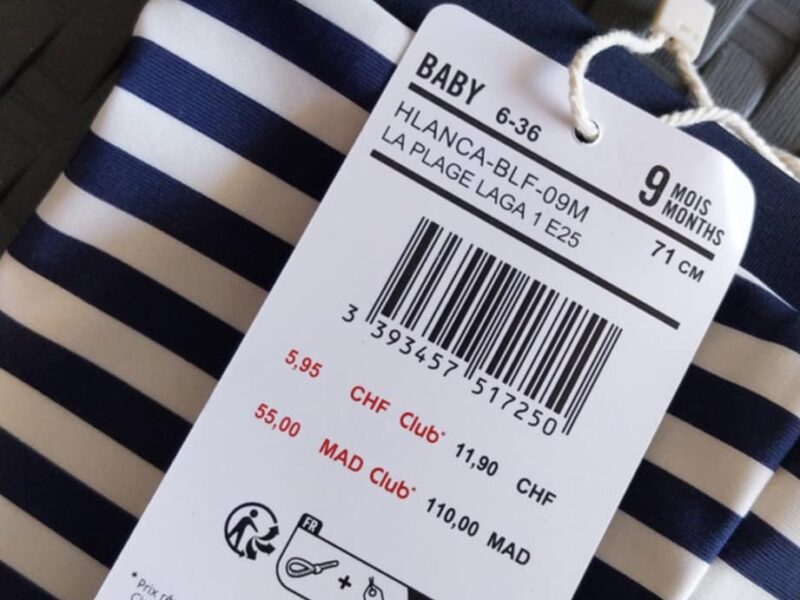 BABY 6-36
HLANCA-BLF-09M
LA PLAGE LAGA 1 E25
9 MOIS
MONTHS
71 CM
3 393457 517250
5,95 CHF Club* 11,90 CHF
55,00 MAD Club* 110,00 MAD
FR
+
* Prix